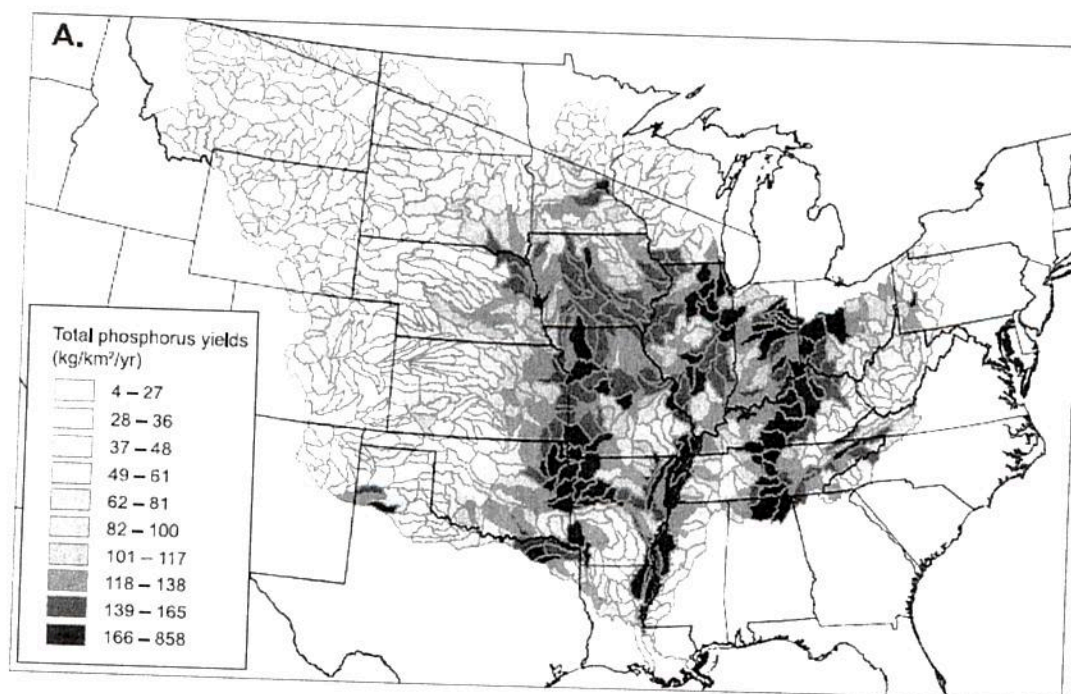 A.
Total phosphorus yields
(kg/km²/yr)
4 – 27
28 – 36
37 – 48
49 – 61
62 – 81
82 – 100
101 – 117
118 – 138
139 – 165
166 – 858